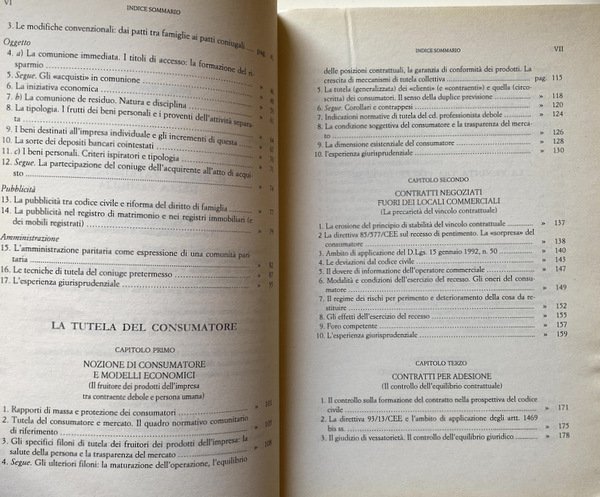 VI
INDICE SOMMARIO
3. Le modifiche convenzionali: dai patti tra famiglie ai patti coniugali . pag.
Oggetto
4. a) La comunione immediata. I titoli di accesso: la formazione del ri-
sparmio
5. Segue. Gli «acquisti» in comunione
6. La iniziativa economica
7. b) La comunione de residuo. Natura e disciplina
8. La tipologia. I frutti dei beni personali e i proventi dell'attività separa-
ta
9. I beni destinati all'impresa individuale e gli incrementi di questa
10. La sorte dei depositi bancari cointestati
11. c) I beni personali. Criteri ispiratori e tipologia
12. Segue. La partecipazione del coniuge dell'acquirente all'atto di acqui-
sto
Pubblicità
13. La pubblicità tra codice civile e riforma del diritto di famiglia
14. La pubblicità nel registro di matrimonio e nei registri immobiliari (e
dei mobili registrati)
Amministrazione
15. L'amministrazione paritaria come espressione di una comunità pari-
taria
16. Le tecniche di tutela del coniuge pretermesso
17. L'esperienza giurisprudenziale
LA TUTELA DEL CONSUMATORE
CAPITOLO PRIMO
NOZIONE DI CONSUMATORE
E MODELLI ECONOMICI
(Il fruitore dei prodotti dell'impresa
tra contraente debole e persona umana)
1. Rapporti di massa e protezione dei consumatori » 101
2. Tutela del consumatore e mercato. Il quadro normativo comunitario
di riferimento
3. Gli specifici filoni di tutela dei fruitori dei prodotti dell'impresa: la
salute della persona e la trasparenza del mercato » 108
4. Segue. Gli ulteriori filoni: la maturazione dell'operazione, l'equilibrio
INDICE SOMMARIO
VII
delle posizioni contrattuali, la garanzia di conformità dei prodotti. La
crescita di meccanismi di tutela collettiva pag. 115
5. La tutela (generalizzata) dei «clienti» (e «contraenti») e quella (circo-
scritta) dei consumatori. Il senso della duplice previsione » 118
6. Segue. Corollari e contrappesi » 120
7. Indicazioni normative di tutela del cd. professionista debole » 124
8. La condizione soggettiva del consumatore e la trasparenza del merca-
to » 126
9. La dimensione esistenziale del consumatore » 128
10. l'esperienza giurisprudenziale » 130
CAPITOLO SECONDO
CONTRATTI NEGOZIATI
FUORI DEI LOCALI COMMERCIALI
(La precarietà del vincolo contrattuale)
1. La erosione del principio di stabilità del vincolo contrattuale » 137
2 La direttiva 85/577/CEE sul recesso di pentimento. La «sorpresa» del
consumatore » 138
3. Ambito di applicazione del D.Lgs. 15 gennaio 1992, n. 50 » 140
4. Le deviazioni dal codice civile » 143
5. Il dovere di informazione dell'operatore commerciale » 147
6. Modalità e condizioni dell'esercizio del recesso. Gli oneri del consu-
matore » 149
7. Il regime dei rischi per perimento e deterioramento della cosa da re-
stituire » 152
8. Gli effetti dell'esercizio del recesso » 155
9. Foro competente » 157
10. L'esperienza giurisprudenziale » 159
CAPITOLO TERZO
CONTRATTI PER ADESIONE
(Il controllo dell'equilibrio contrattuale)
1. Il controllo sulla formazione del contratto nella prospettiva del codice
civile » 171
2. La direttiva 93/13/CEE e l'ambito di applicazione degli artt. 1469
bis ss. » 175
3. Il giudizio di vessatorietà. Il controllo dell'equilibrio giuridico » 178